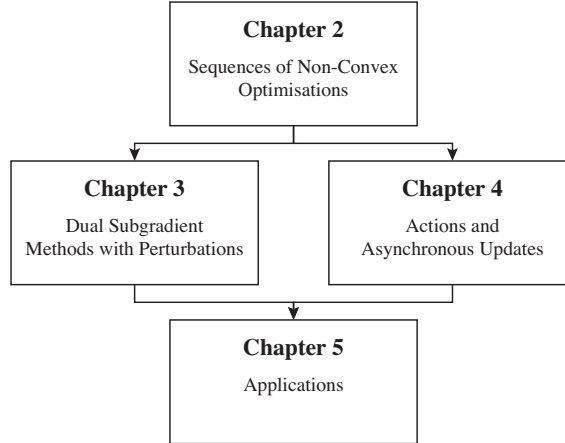 Chapter 2
Sequences of Non-Convex
Optimisations
Chapter 3
Dual Subgradient
Methods with Perturbations
Chapter 4
Actions and
Asynchronous Updates
Chapter 5
Applications